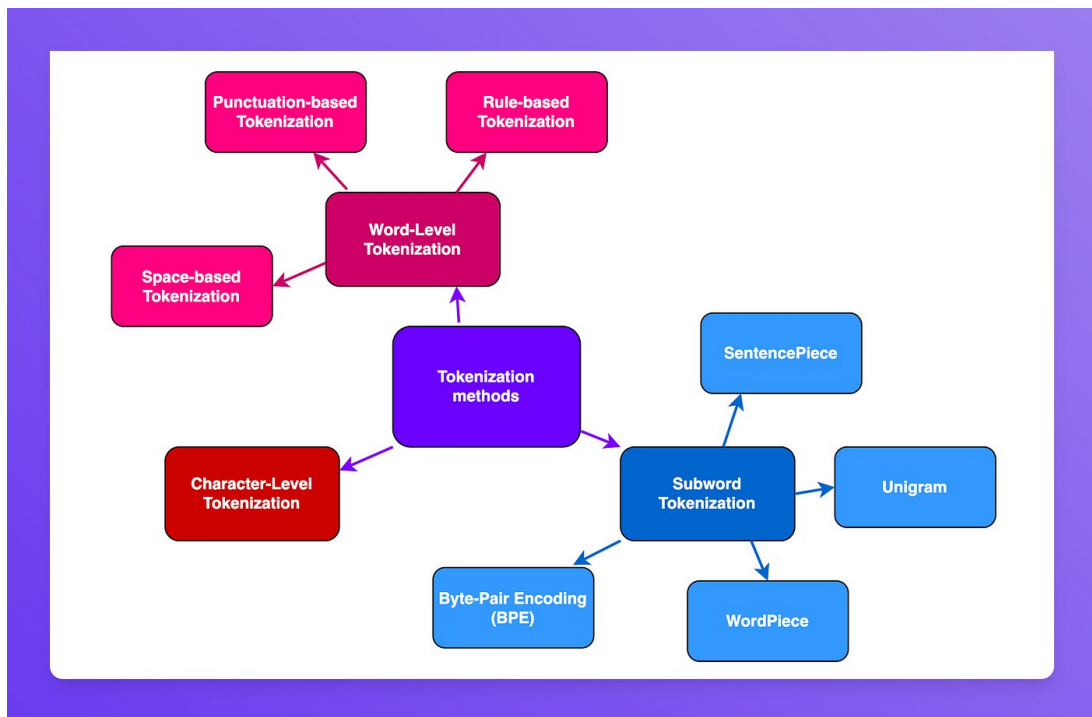 Punctuation-based
Tokenization
Rule-based
Tokenization
Word-Level
Tokenization
Space-based
Tokenization
SentencePiece
Tokenization
methods
Character-Level
Tokenization
Subword
Tokenization
Unigram
Byte-Pair Encoding
(BPE)
WordPiece